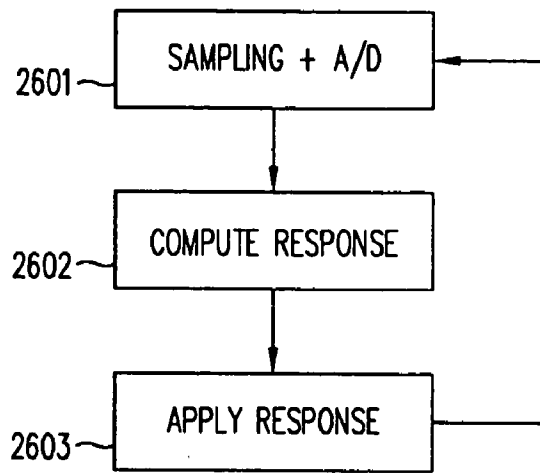 SAMPLING + A/D
2601
COMPUTE RESPONSE
2602
APPLY RESPONSE
2603